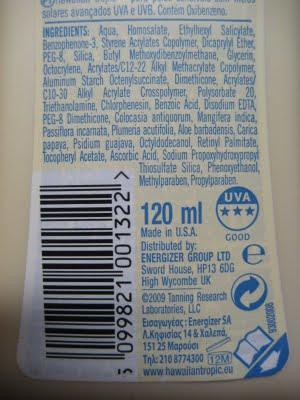 solares avançados UVA e UVB. Contém Oxibenzeno.
INGREDIENTS: Aqua, Homosalate, Ethylhexyl Salicylate,
Benzophenone-3, Styrene Acrylates Copolymer, Dicaprylyl Ether,
PEG-8, Silica, Butyl Methoxydibenzoylmethane, Glycerin,
Octocrylene, Acrylates/C12-22 Alkyl Methacrylate Copolymer,
Aluminum Starch Octenylsuccinate, Dimethicone, Acrylates/
C10-30 Alkyl Acrylate Crosspolymer, Polysorbate 20,
Triethanolamine, Chlorphenesin, Benzoic Acid, Disodium EDTA,
PEG-8 Dimethicone, Colocasia antiquorum, Mangifera indica,
Passiflora incarnata, Plumeria acutifolia, Aloe barbadensis, Carica
papaya, Psidium guajava, Octyldodecanol, Retinyl Palmitate,
Tocopheryl Acetate, Ascorbic Acid, Sodium Propoxyhydroxypropyl
Thiosulfate Silica, Phenoxyethanol,
Methylparaben, Propylparaben.
120 ml
Made in U.S.A.
Distributed by:
ENERGIZER GROUP LTD
Sword House, HP13 6DG
High Wycombe UK
©2009 Tanning Research
Laboratories, LLC
Εισαγωγέας: Energizer SA
Λ.Κηφισίας 14 & Χαλεπά,
151 25 Μαρούσι
Τηλ: 210 8774300
12M
www.hawaiiantropic.eu
UVA
GOOD
5 099821 001322 >